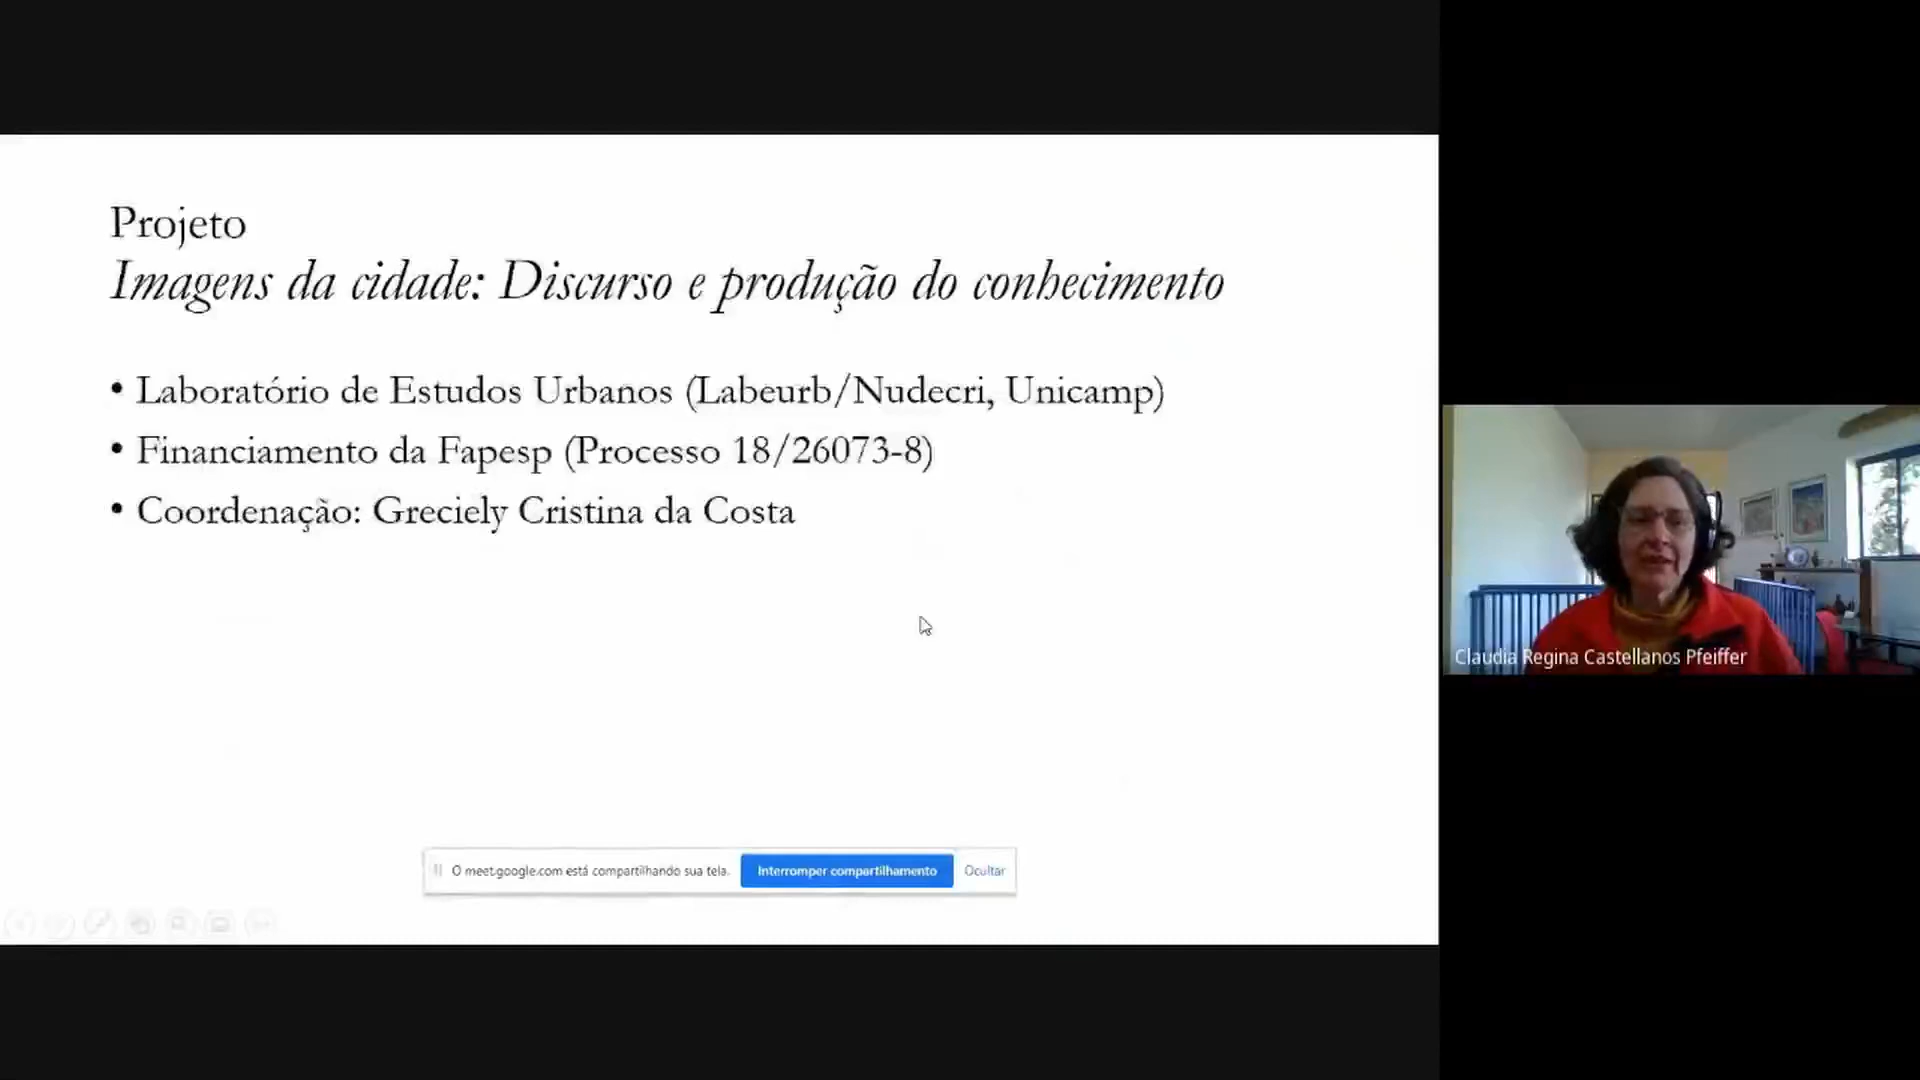 Projeto
Imagens da cidade: Discurso e produção do conhecimento
• Laboratório de Estudos Urbanos (Labeurb/Nudecri, Unicamp)
• Financiamento da Fapesp (Processo 18/26073-8)
• Coordenação: Greciely Cristina da Costa
Claudia Regina Castellanos Pfeiffer
O meet.google.com está compartilhando sua tela. Interromper compartilhamento Ocultar